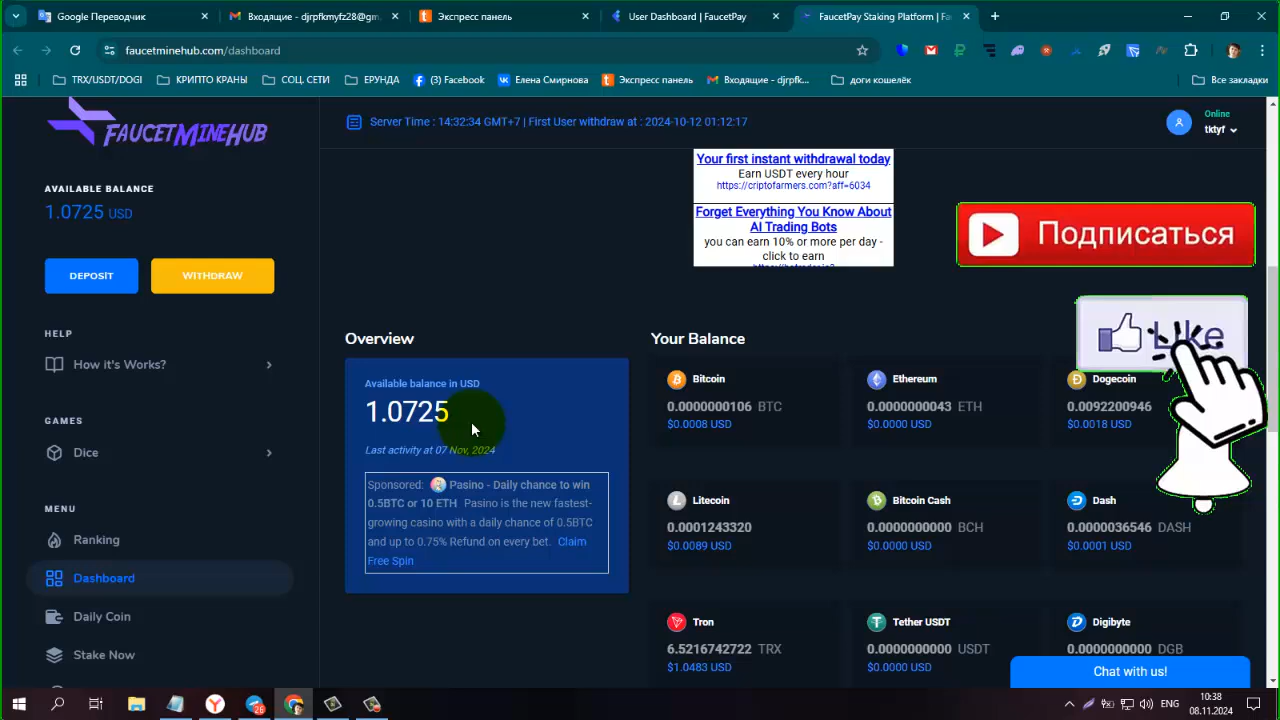 Google Переводчик
Входящие - djrpfkmyfz28@gm
Экспресс панель
User Dashboard | FaucetPay
FaucetPay Staking Platform | Fa
faucetminehub.com/dashboard
TRX/USDT/DOGI
КРИПТО КРАНЫ
СОЦ. СЕТИ
ЕРУНДА
(3) Facebook
Елена Смирнова
Экспресс панель
Входящие - djrpfk...
доги кошелёк
Все закладки
FAUCETMINEHUB
Server Time : 14:32:34 GMT+7 | First User withdraw at : 2024-10-12 01:12:17
Online
tktyf
AVAILABLE BALANCE
1.0725 USD
DEPOSIT
WITHDRAW
HELP
How it's Works?
GAMES
Dice
MENU
Ranking
Dashboard
Daily Coin
Stake Now
Your first instant withdrawal today
Earn USDT every hour
https://criptofarmers.com?aff=6034
Forget Everything You Know About
AI Trading Bots
you can earn 10% or more per day -
click to earn
Подписаться
Like
Overview
Available balance in USD
1.0725
Last activity at 07 Nov, 2024
Sponsored: Pasino - Daily chance to win
0.5BTC or 10 ETH Pasino is the new fastest-
growing casino with a daily chance of 0.5BTC
and up to 0.75% Refund on every bet. Claim
Free Spin
Your Balance
Bitcoin
0.0000000106 BTC
$0.0008 USD
Ethereum
0.0000000043 ETH
$0.0000 USD
Dogecoin
0.0092200946
$0.0018 USD
Litecoin
0.0001243320
$0.0089 USD
Bitcoin Cash
0.0000000000 BCH
$0.0000 USD
Dash
0.0000036546 DASH
$0.0001 USD
Tron
6.5216742722 TRX
$1.0483 USD
Tether USDT
0.0000000000 USDT
$0.0000 USD
Digibyte
0.0000000000 DGB
Chat with us!
26
ENG
10:38
08.11.2024